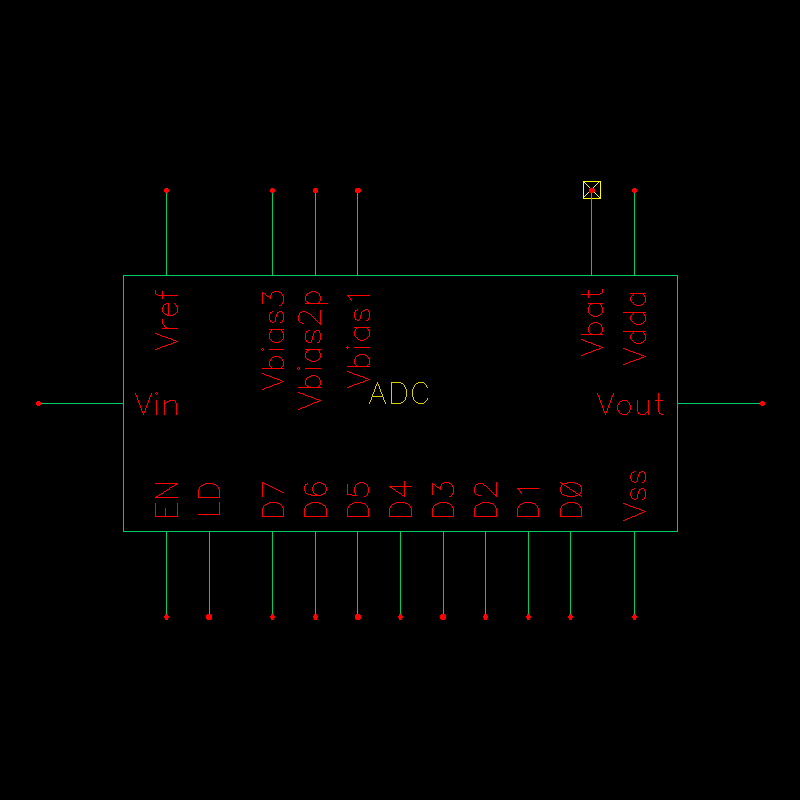 Vref
Vbias3
Vbias2p
Vbias1
Vbat
Vdda
ADC
Vin
Vout
EN
LD
D7
D6
D5
D4
D3
D2
D1
D0
Vss